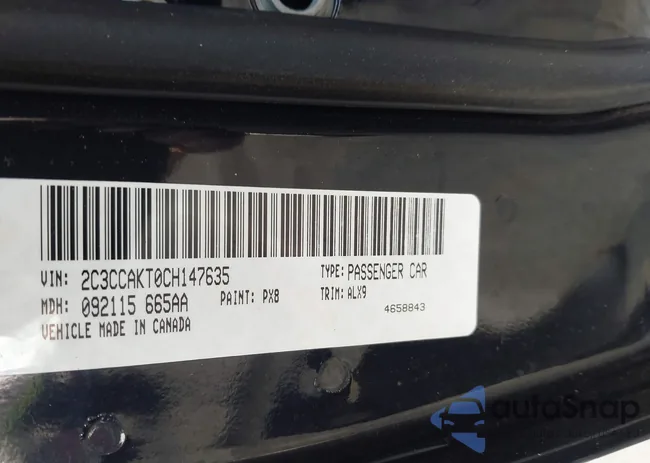 VIN: 2C3CCAKT0CH147635 TYPE: PASSENGER CAR
MDH: 092115 665AA PAINT: PX8 TRIM: ALX9
VEHICLE MADE IN CANADA 4658843
autoSnap